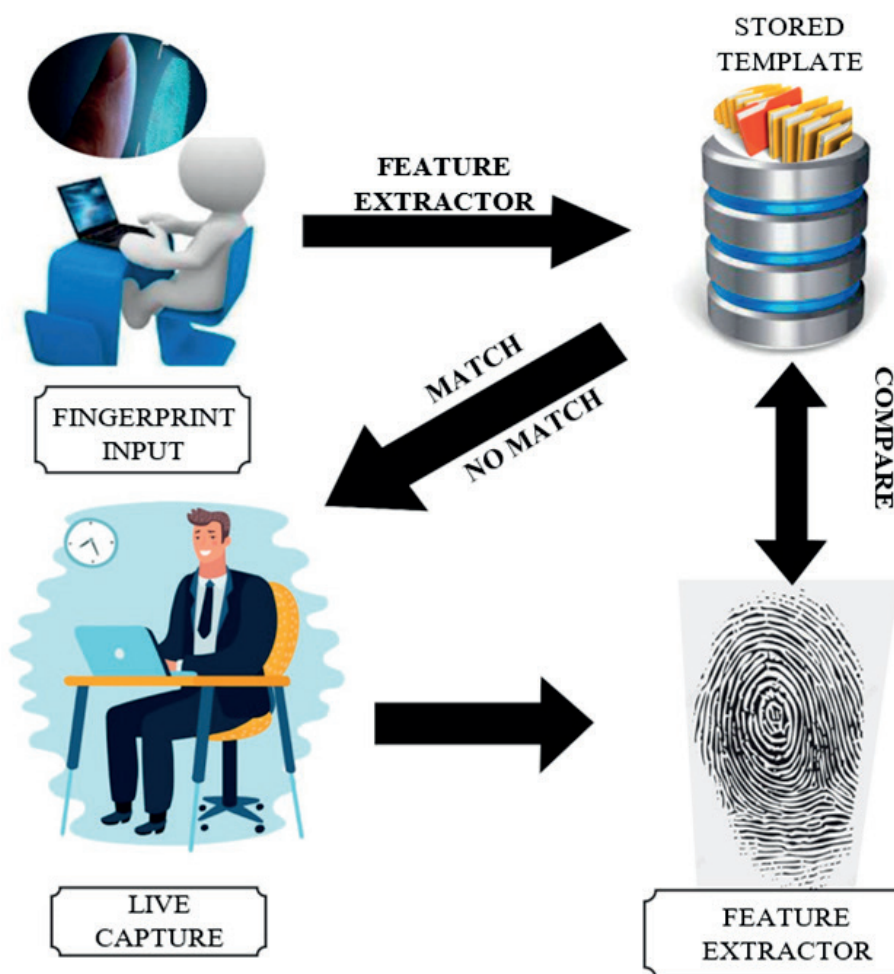 STORED
TEMPLATE
FEATURE
EXTRACTOR
FINGERPRINT
INPUT
MATCH
NO MATCH
COMPARE
LIVE
CAPTURE
FEATURE
EXTRACTOR